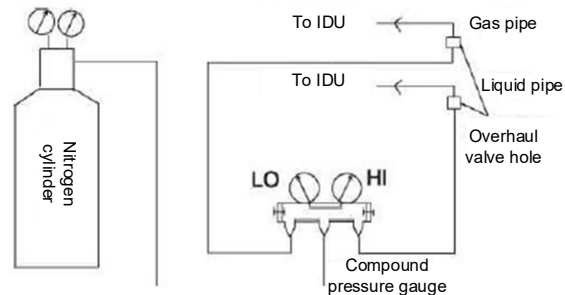 To IDU
Gas pipe
To IDU
Liquid pipe
Overhaul
valve hole
Nitrogen
cylinder
LO
HI
Compound
pressure gauge